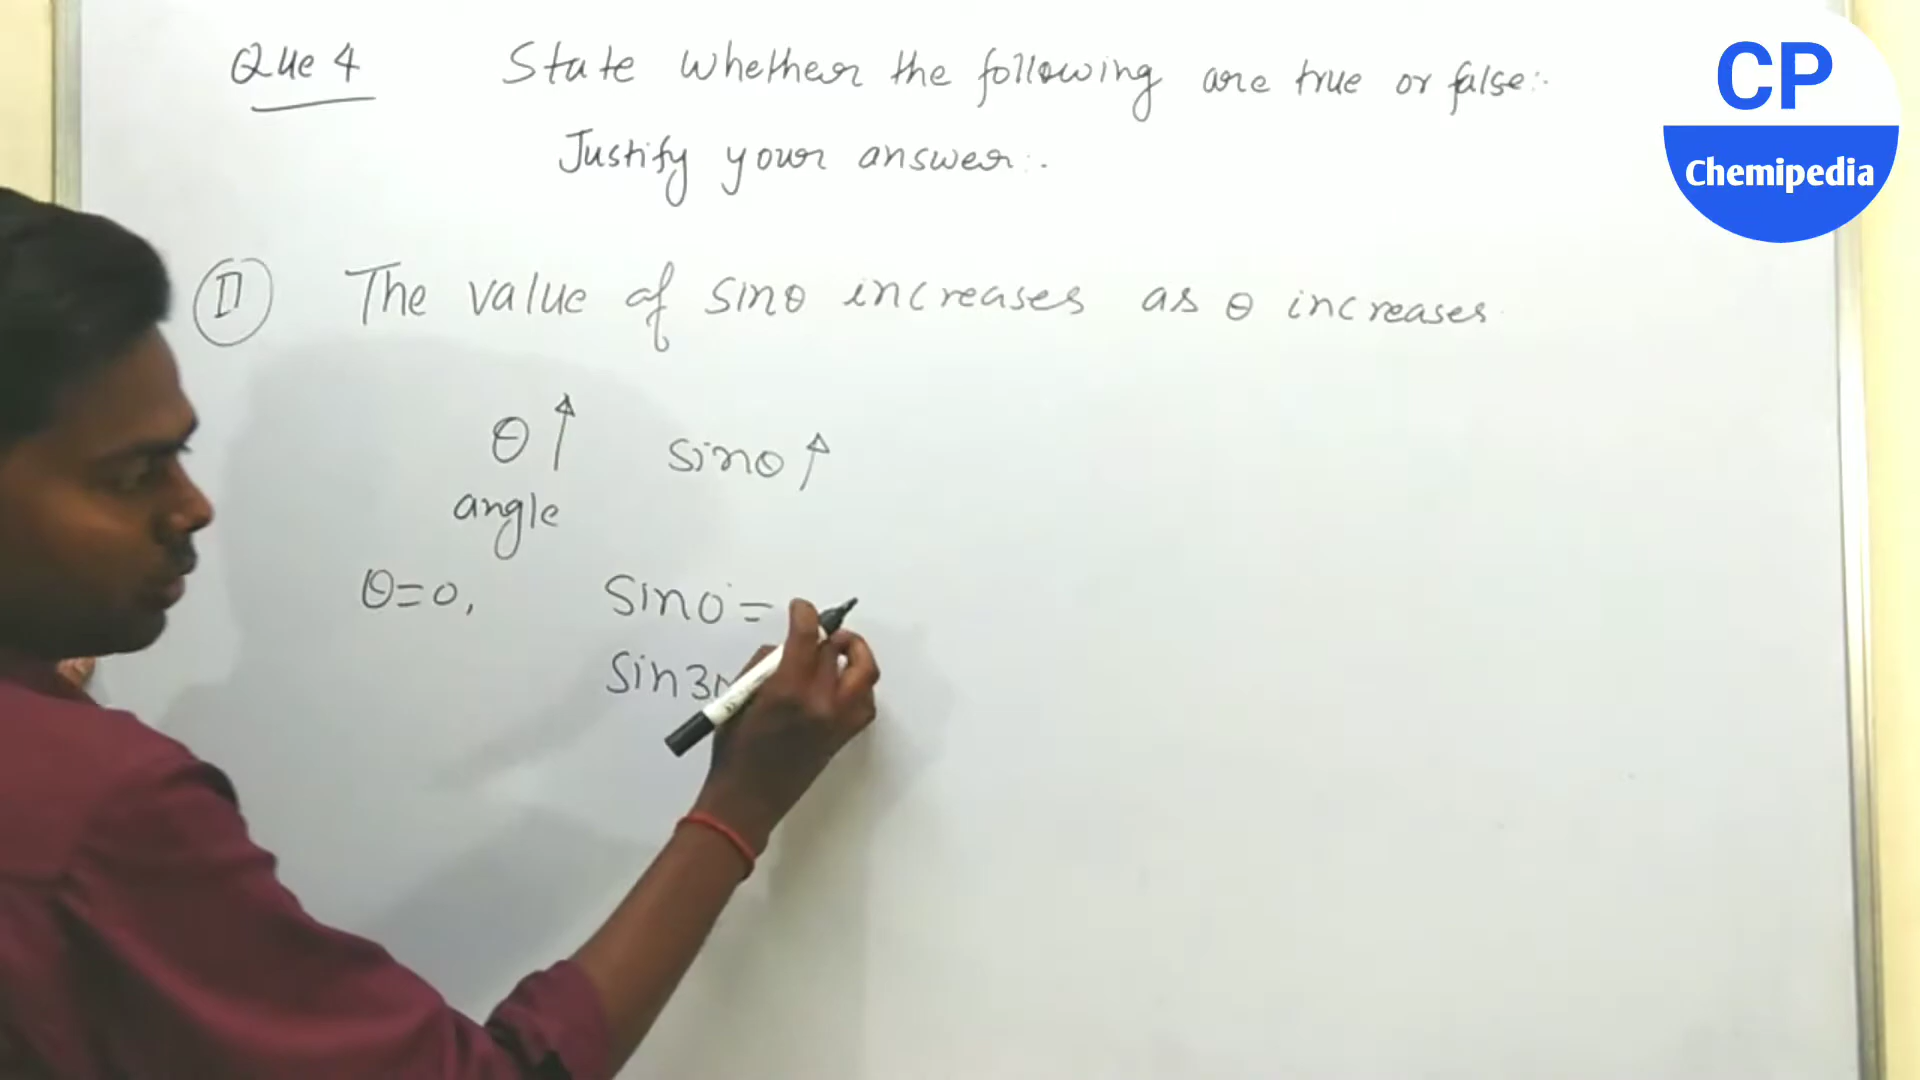 Que 4 State whether the following are true or false:-
Justify your answer:-
CP
Chemipedia
II The value of sinθ increases as θ increases.
θ ↑ sinθ ↑
angle
θ=0, sin0°=
sin3